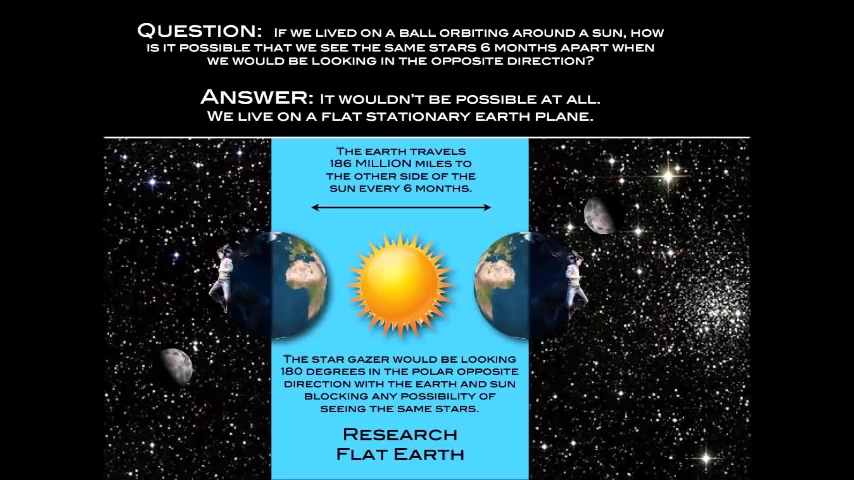 QUESTION: IF WE LIVED ON A BALL ORBITING AROUND A SUN, HOW
IS IT POSSIBLE THAT WE SEE THE SAME STARS 6 MONTHS APART WHEN
WE WOULD BE LOOKING IN THE OPPOSITE DIRECTION?
ANSWER: IT WOULDN'T BE POSSIBLE AT ALL.
WE LIVE ON A FLAT STATIONARY EARTH PLANE.
THE EARTH TRAVELS
186 MILLION MILES TO
THE OTHER SIDE OF THE
SUN EVERY 6 MONTHS.
THE STAR GAZER WOULD BE LOOKING
180 DEGREES IN THE POLAR OPPOSITE
DIRECTION WITH THE EARTH AND SUN
BLOCKING ANY POSSIBILITY OF
SEEING THE SAME STARS.
RESEARCH
FLAT EARTH